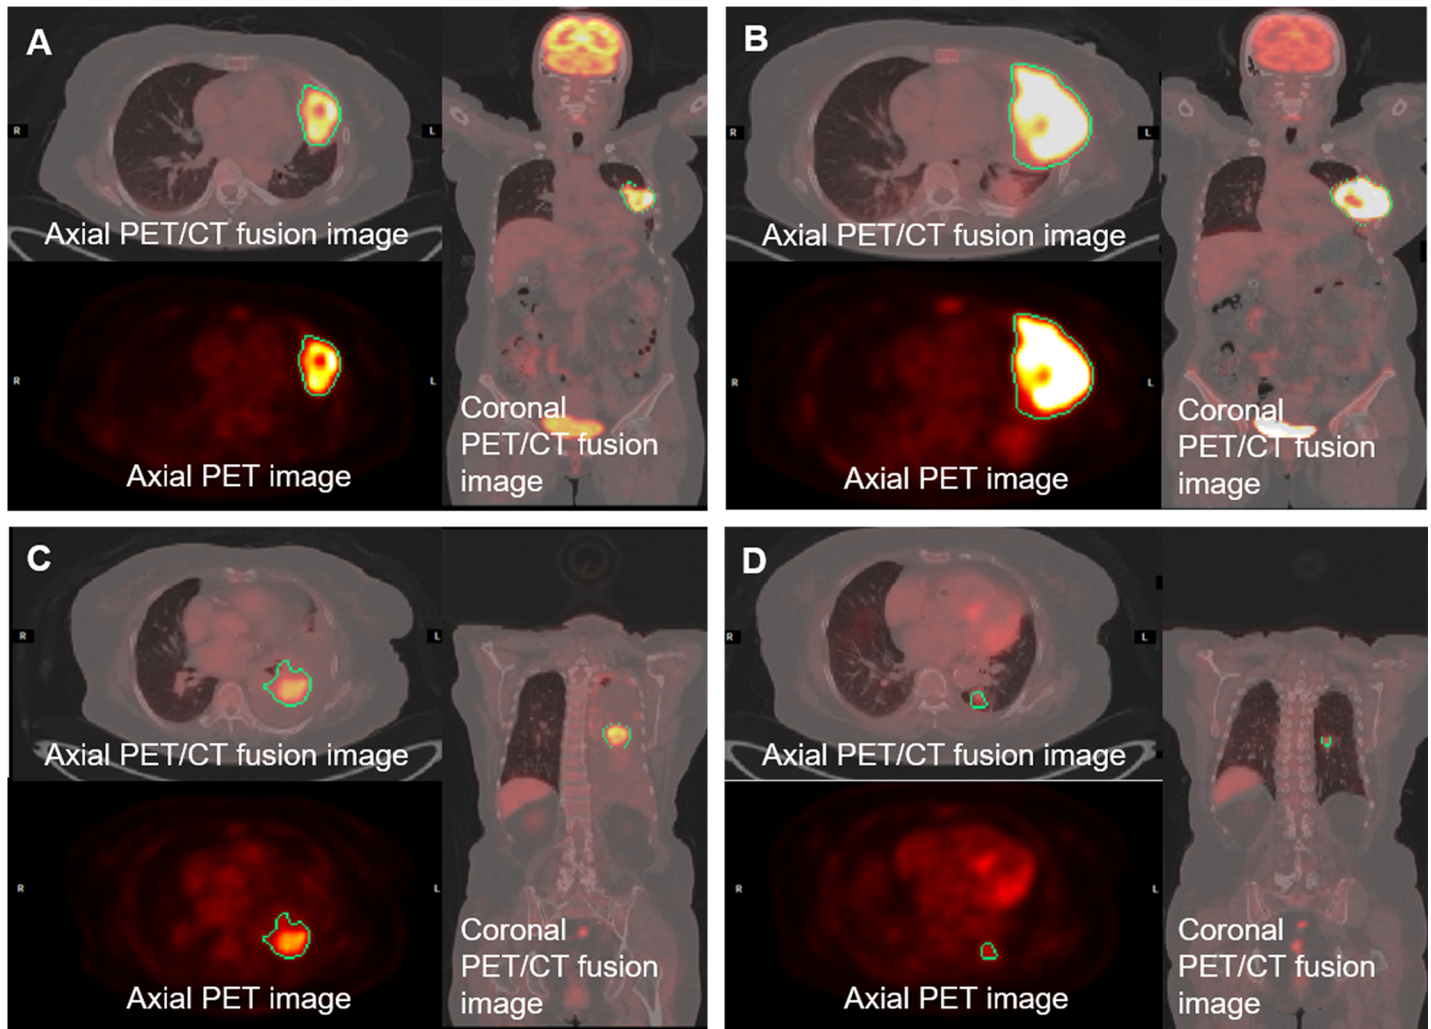 A
R
L
Axial PET/CT fusion image
R
L
Axial PET image
Coronal
PET/CT fusion
image
B
R
L
Axial PET/CT fusion image
R
L
Axial PET image
Coronal
PET/CT fusion
image
C
R
L
Axial PET/CT fusion image
R
L
Axial PET image
Coronal
PET/CT fusion
image
D
R
L
Axial PET/CT fusion image
R
L
Axial PET image
Coronal
PET/CT fusion
image